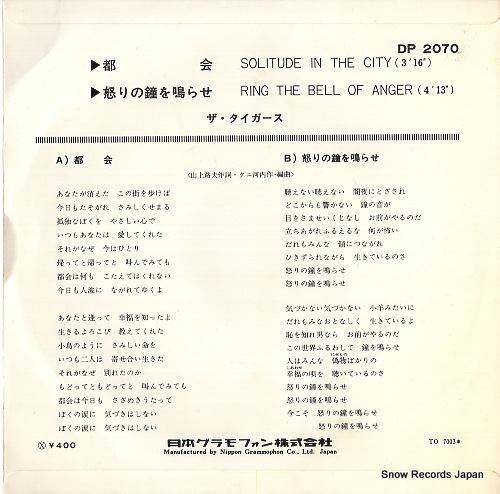 DP 2070
▶都 会 SOLITUDE IN THE CITY(3′16″)
▶怒りの鐘を鳴らせ RING THE BELL OF ANGER(4′13″)
ザ・タイガース
A) 都 会
B) 怒りの鐘を鳴らせ
(山上路夫作詞・クニ河内作・編曲)
あなたが消えた この街を歩けば
今日もたそがれ さみしくせまる
孤独なぼくを やさしい心で
いつもあなたは 愛してくれた
それがなぜ 今はひとり
帰ってと帰ってと 叫んでみても
都会は何も こたえてはくれない
今日も人波に ながれてゆくよ
あなたと逢って 幸福を知ったよ
生きるよろこび 教えてくれた
小鳥のように さみしい命を
いつも二人は 寄せ合い生きた
それがなぜ 別れたのか
もどってともどってと 叫んでみても
都会は今日も さざめきうたって
ぼくの涙に 気づきはしない
ぼくの涙に 気づきはしない
聴えない聴えない 闇夜にとざされ
どこからも響かない 鐘の音が
目をさませいくじなし お前がやるのだ
立ちあがれふるえるな 何が怖い
だれもみんな 鎖につながれ
ひきずられながら 生きているのさ
怒りの鐘を鳴らせ
怒りの鐘を鳴らせ
気づかない気づかない 小羊みたいに
だれもみなおとなしく 生きているよ
恥を知れ男なら お前がやるのだ
この世界ふるわして 鐘を鳴らせ
人はみんな 偽物ばかりの
幸福の唄を 聴いているのさ
怒りの鐘を鳴らせ
怒りの鐘を鳴らせ
今こそ 怒りの鐘を鳴らせ
怒りの鐘を鳴らせ
Ⓧ ¥400
日本グラモフォン株式会社
Manufactured by Nippon Grammophon Co., Ltd. Japan
TO 7003*
Snow Records Japan